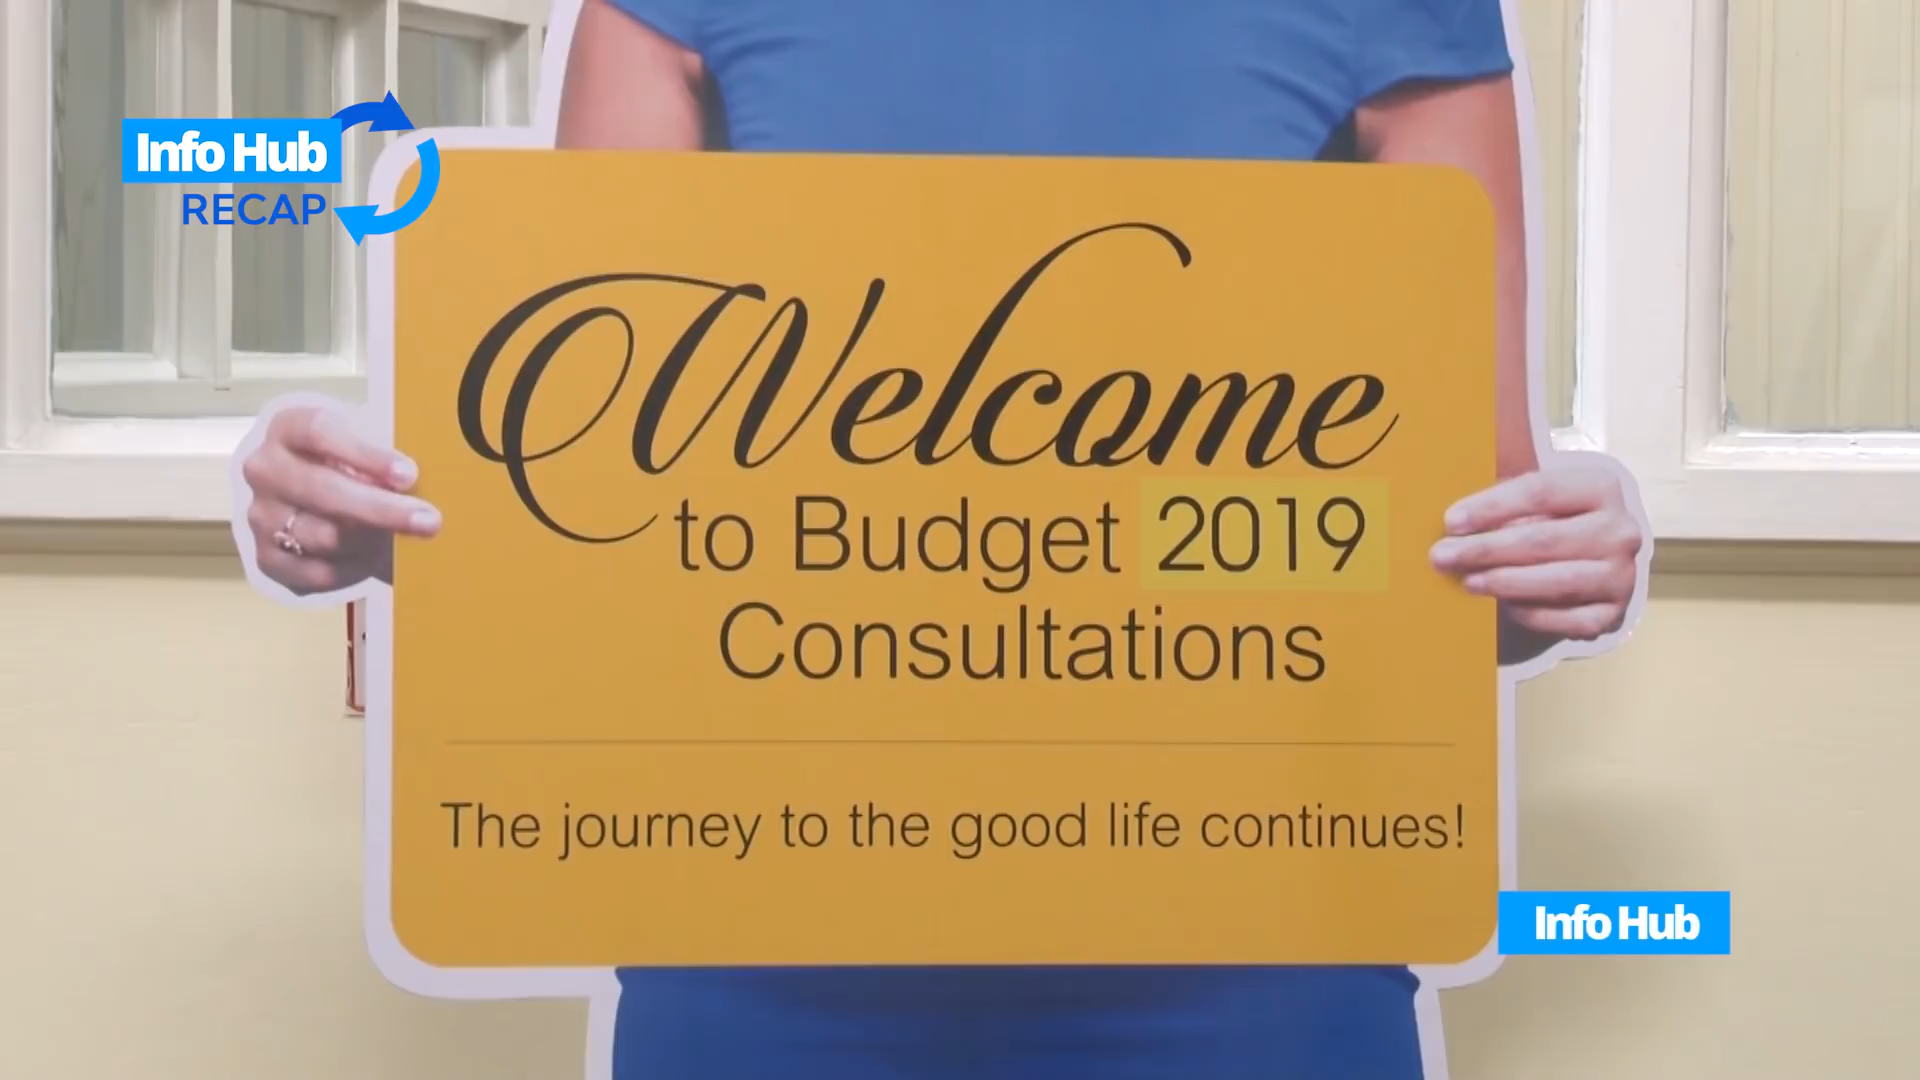 Info Hub
RECAP
Welcome
to Budget 2019
Consultations
The journey to the good life continues!
Info Hub